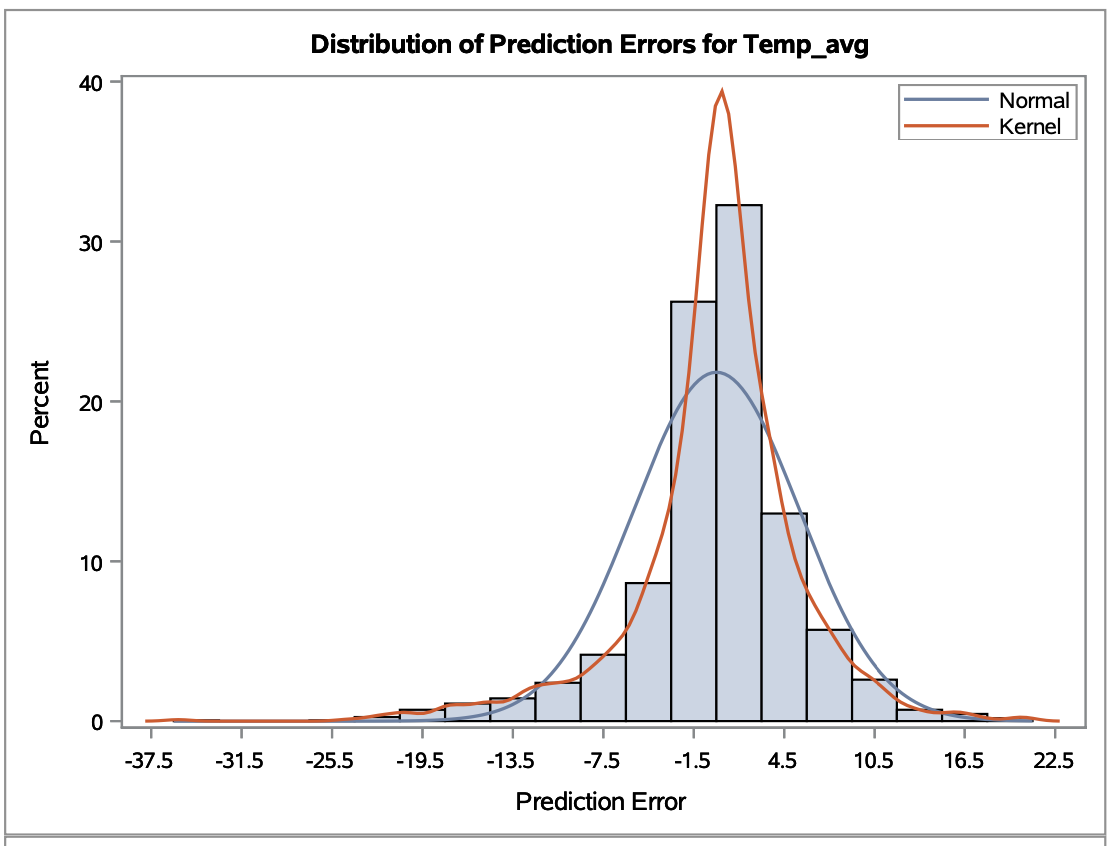 Distribution of Prediction Errors for Temp_avg
Normal
Kernel
40
30
20
10
0
Percent
-37.5 -31.5 -25.5 -19.5 -13.5 -7.5 -1.5 4.5 10.5 16.5 22.5
Prediction Error